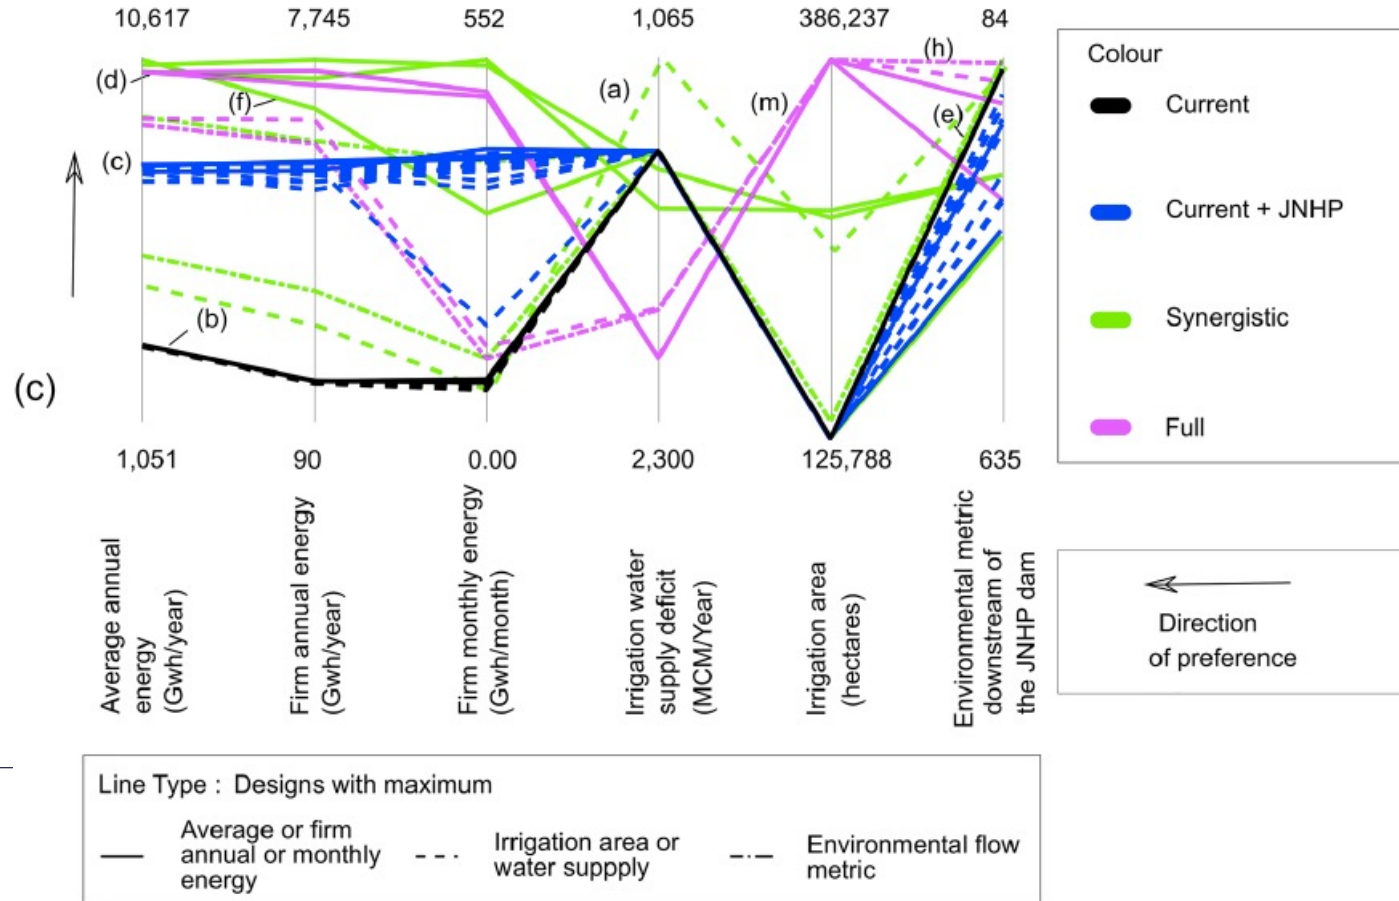 10,617 7,745 552 1,065 386,237 84
(h)
(d)
(a)
(f)
(m)
(e)
(c)
(b)
(c)
1,051 90 0.00 2,300 125,788 635
Average annual
energy
(Gwh/year)
Firm annual energy
(Gwh/year)
Firm monthly energy
(Gwh/month)
Irrigation water
supply deficit
(MCM/Year)
Irrigation area
(hectares)
Environmental metric
downstream of
the JNHP dam
Colour
Current
Current + JNHP
Synergistic
Full
Direction
of preference
Line Type : Designs with maximum
Average or firm
annual or monthly
energy
Irrigation area or
water suppply
Environmental flow
metric